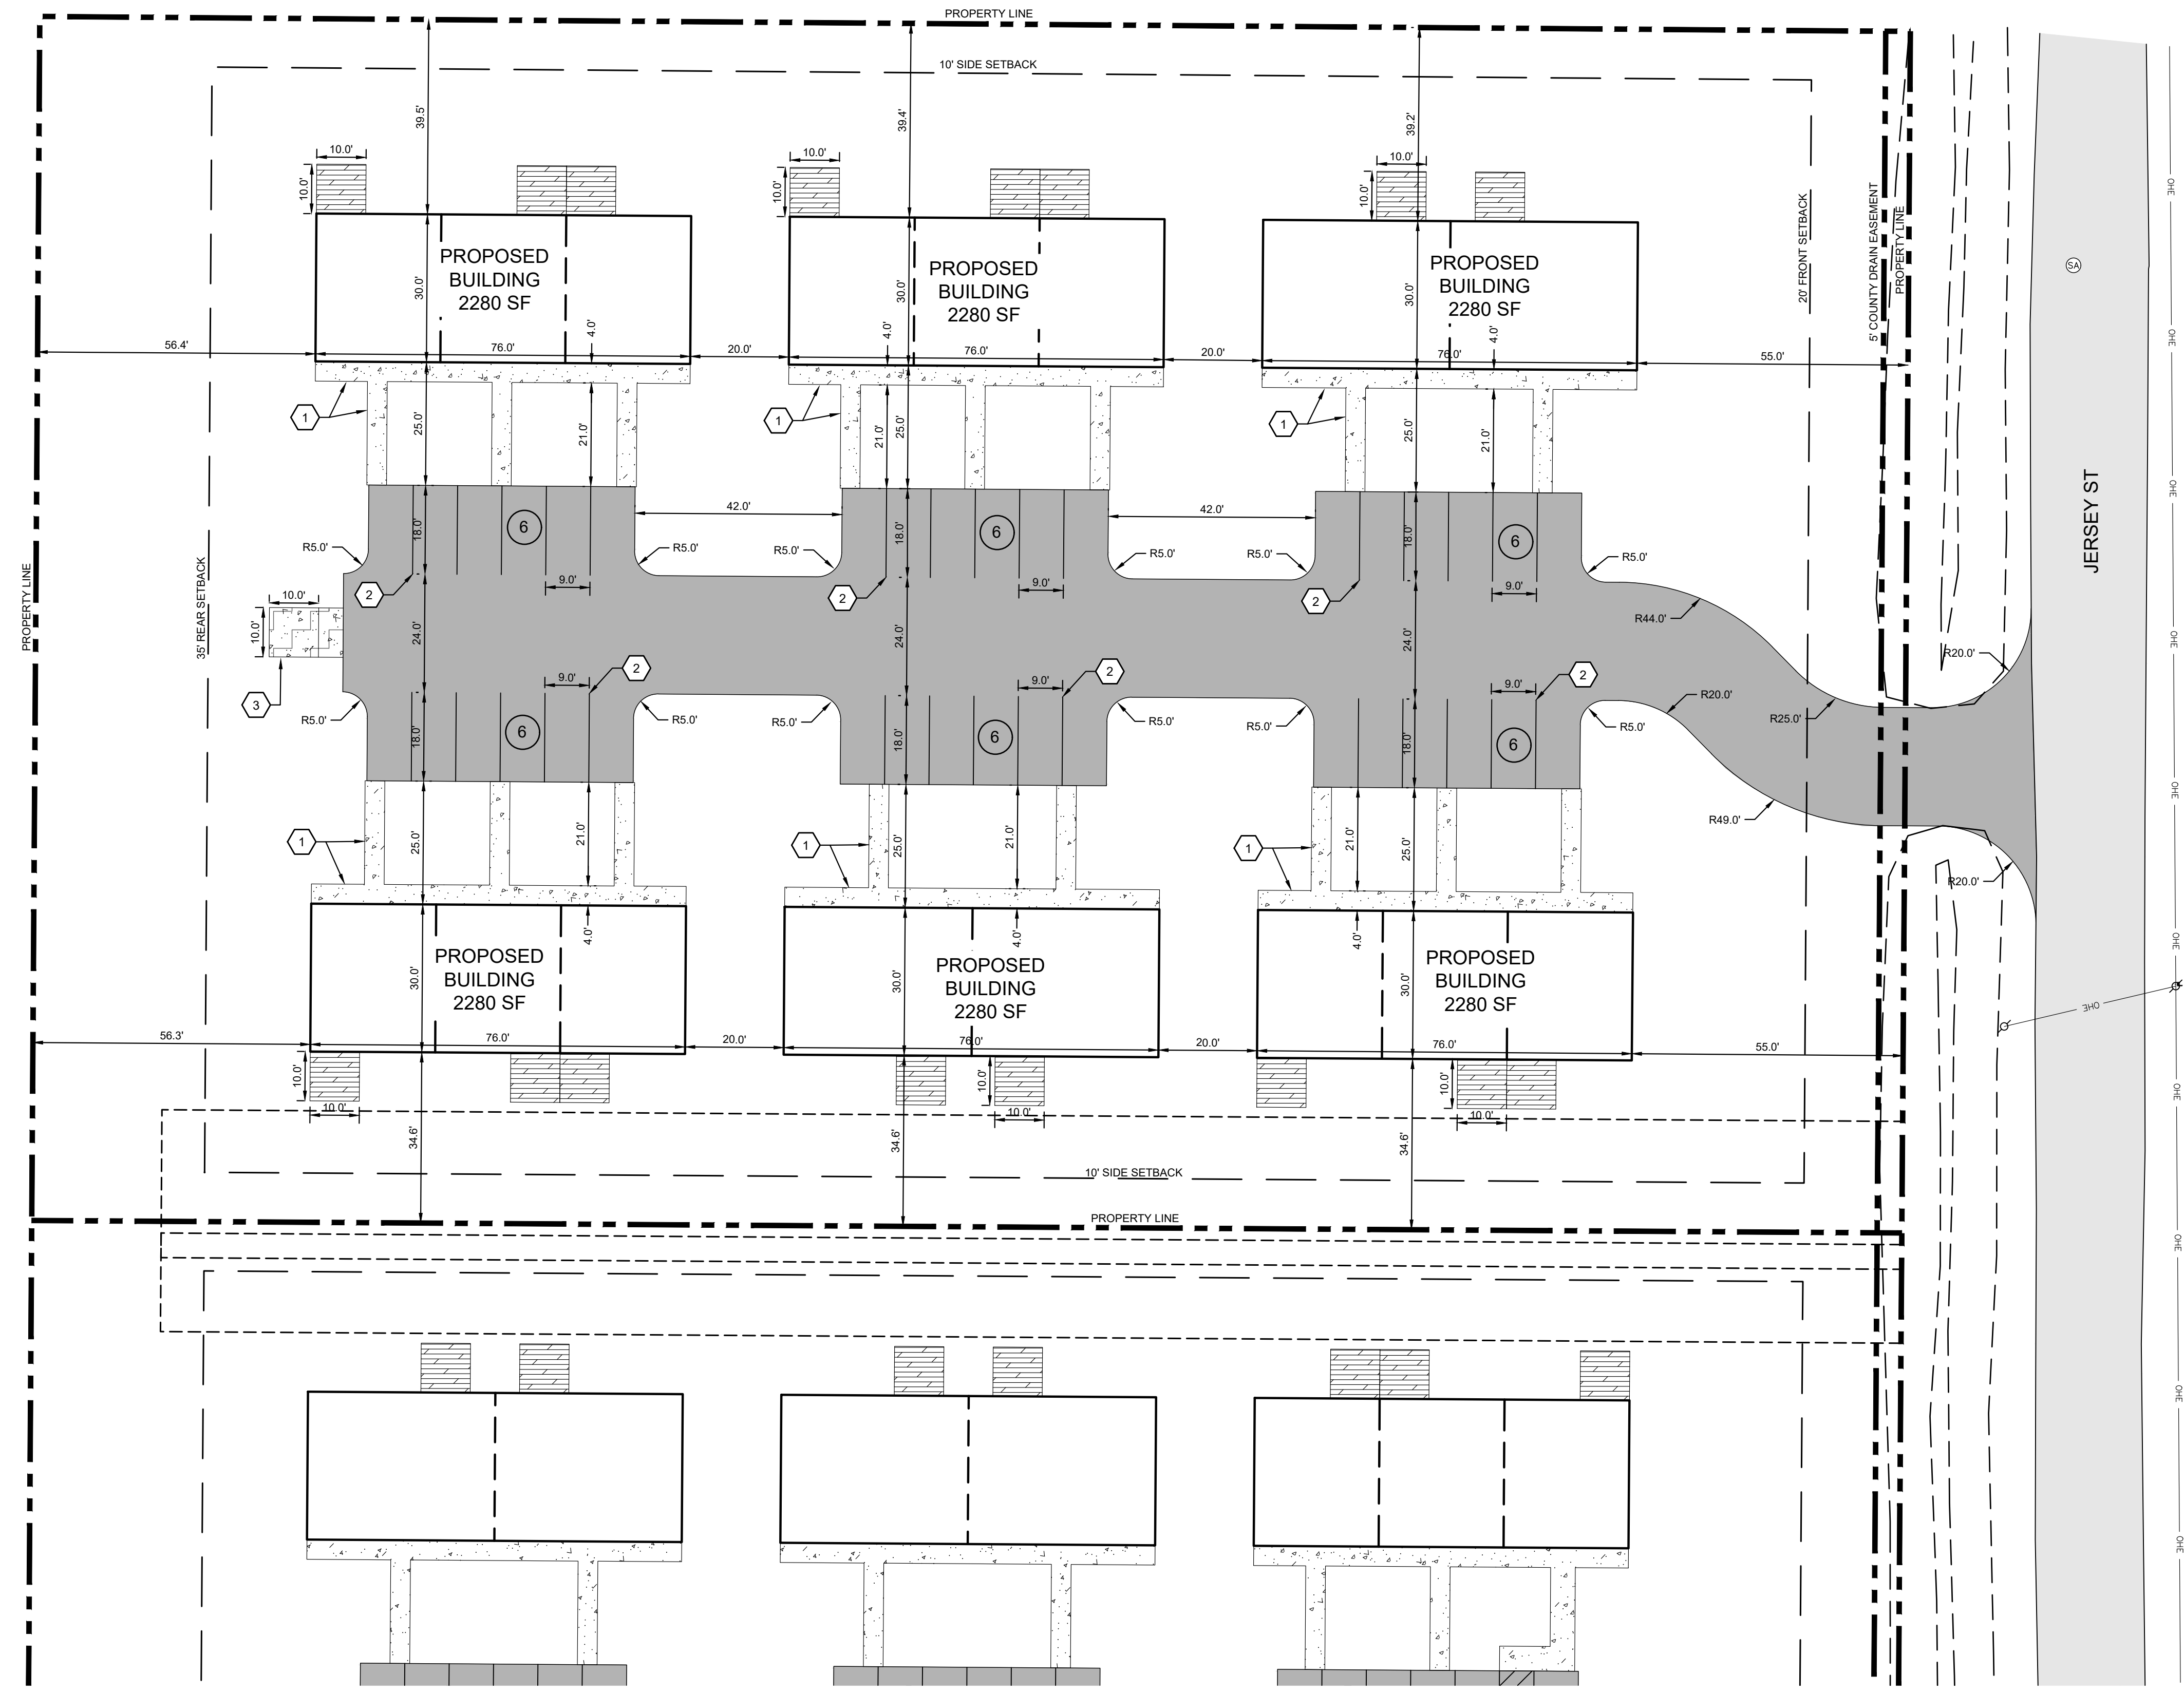 PROPERTY LINE
10' SIDE SETBACK
39.5'
39.4'
39.2'
10.0'
10.0'
10.0'
10.0'
10.0'
10.0'
PROPOSED
BUILDING
2280 SF
PROPOSED
BUILDING
2280 SF
PROPOSED
BUILDING
2280 SF
30.0'
30.0'
30.0'
4.0'
4.0'
4.0'
56.4'
76.0'
20.0'
76.0'
20.0'
76.0'
55.0'
20' FRONT SETBACK
5' COUNTY DRAIN EASEMENT
PROPERTY LINE
SA
OHE
OHE
OHE
OHE
OHE
OHE
OHE
OHE
OHE
OHE
OHE
JERSEY ST
1
1
1
25.0'
21.0'
21.0'
25.0'
25.0'
21.0'
6
6
6
42.0'
42.0'
18.0'
18.0'
18.0'
R5.0'
R5.0'
R5.0'
R5.0'
R5.0'
R5.0'
2
2
2
9.0'
9.0'
9.0'
PROPERTY LINE
35' REAR SETBACK
10.0'
10.0'
24.0'
24.0'
24.0'
R44.0'
R20.0'
3
2
2
2
9.0'
9.0'
9.0'
R5.0'
R5.0'
R5.0'
R5.0'
R5.0'
R5.0'
R20.0'
R25.0'
R49.0'
R20.0'
18.0'
18.0'
18.0'
6
6
6
1
1
1
25.0'
21.0'
25.0'
21.0'
21.0'
25.0'
4.0'
4.0'
4.0'
PROPOSED
BUILDING
2280 SF
PROPOSED
BUILDING
2280 SF
PROPOSED
BUILDING
2280 SF
30.0'
30.0'
30.0'
OHE
56.3'
76.0'
20.0'
76.0'
20.0'
76.0'
55.0'
10.0'
10.0'
10.0'
10.0'
10.0'
10.0'
34.6'
34.6'
34.6'
10' SIDE SETBACK
PROPERTY LINE